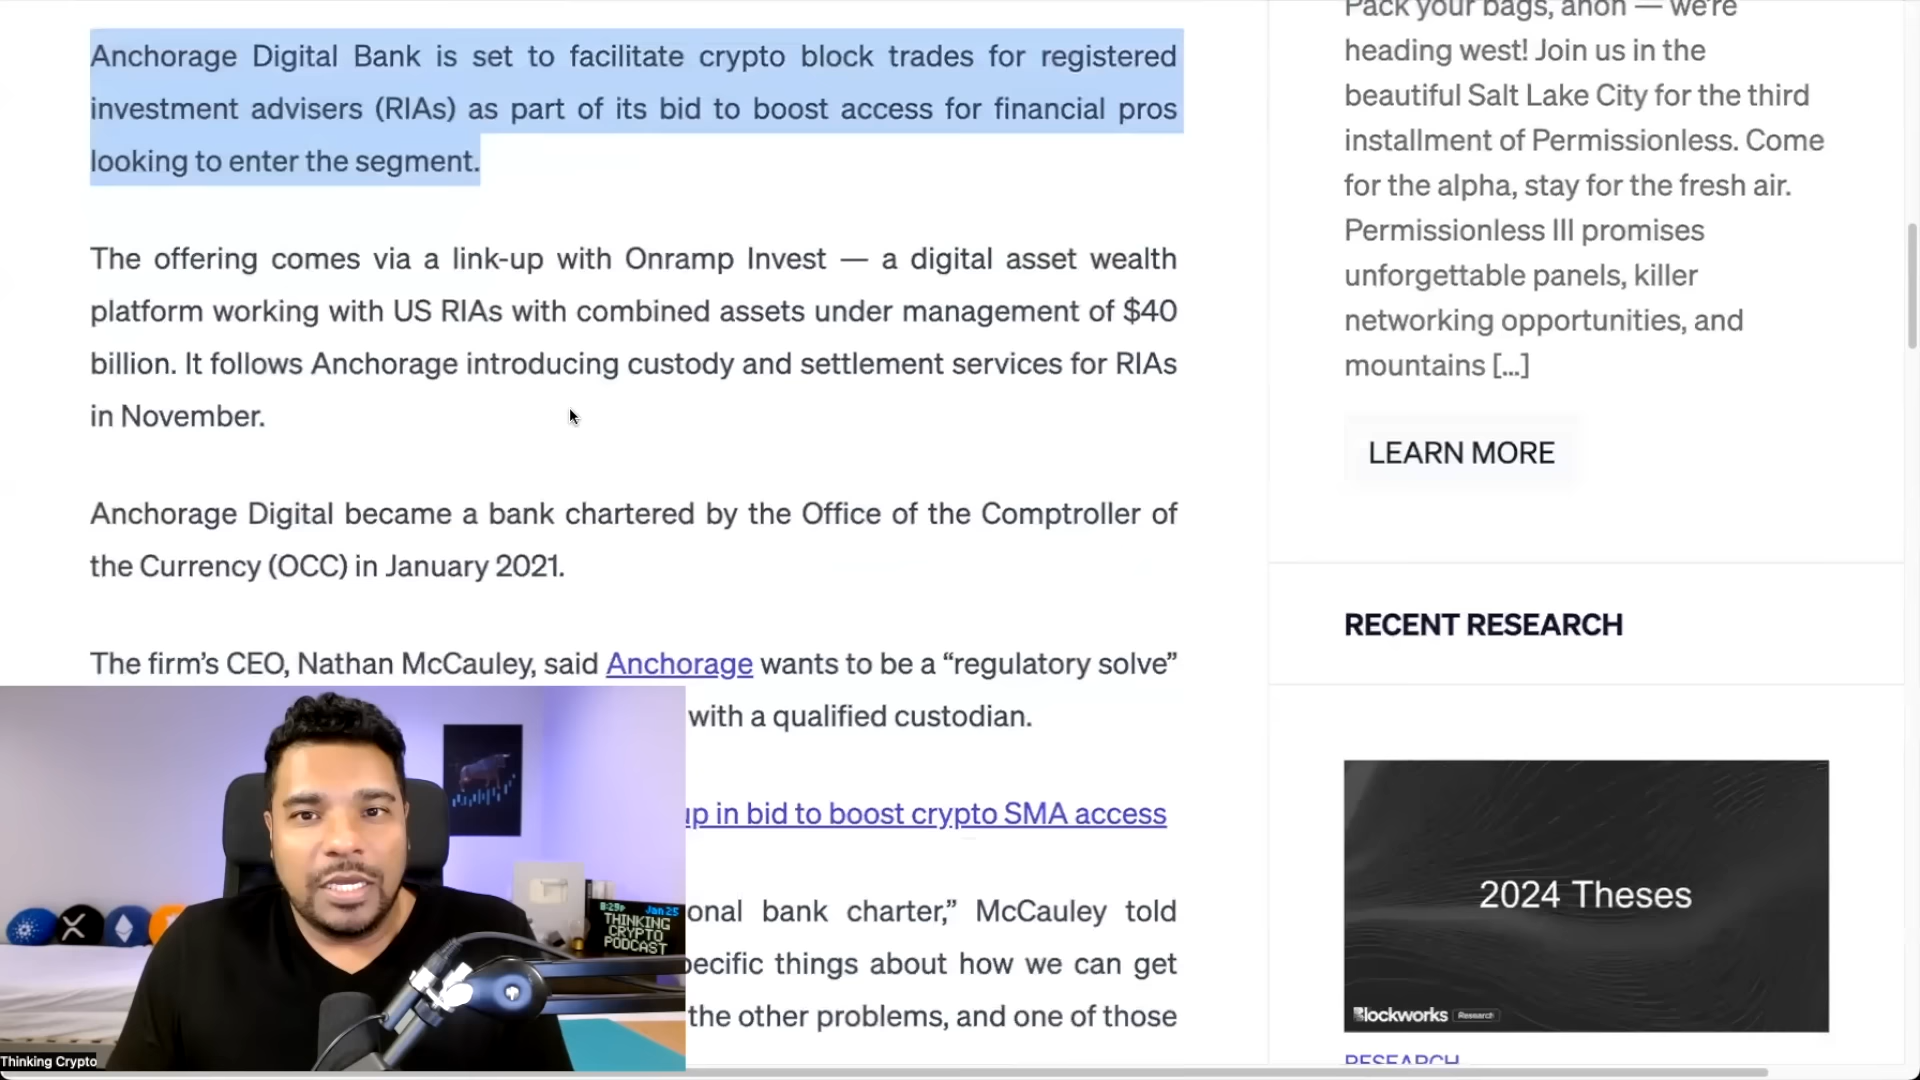 Anchorage Digital Bank is set to facilitate crypto block trades for registered
investment advisers (RIAs) as part of its bid to boost access for financial pros
looking to enter the segment.
The offering comes via a link-up with Onramp Invest — a digital asset wealth
platform working with US RIAs with combined assets under management of $40
billion. It follows Anchorage introducing custody and settlement services for RIAs
in November.
Anchorage Digital became a bank chartered by the Office of the Comptroller of
the Currency (OCC) in January 2021.
The firm’s CEO, Nathan McCauley, said Anchorage wants to be a “regulatory solve”
with a qualified custodian.
up in bid to boost crypto SMA access
onal bank charter,” McCauley told
pecific things about how we can get
the other problems, and one of those
Pack your bags, anon — we’re
heading west! Join us in the
beautiful Salt Lake City for the third
installment of Permissionless. Come
for the alpha, stay for the fresh air.
Permissionless III promises
unforgettable panels, killer
networking opportunities, and
mountains [...]
LEARN MORE
RECENT RESEARCH
2024 Theses
Blockworks Research
RESEARCH
8:29P Jan 25
THINKING
CRYPTO
PODCAST
Thinking Crypto